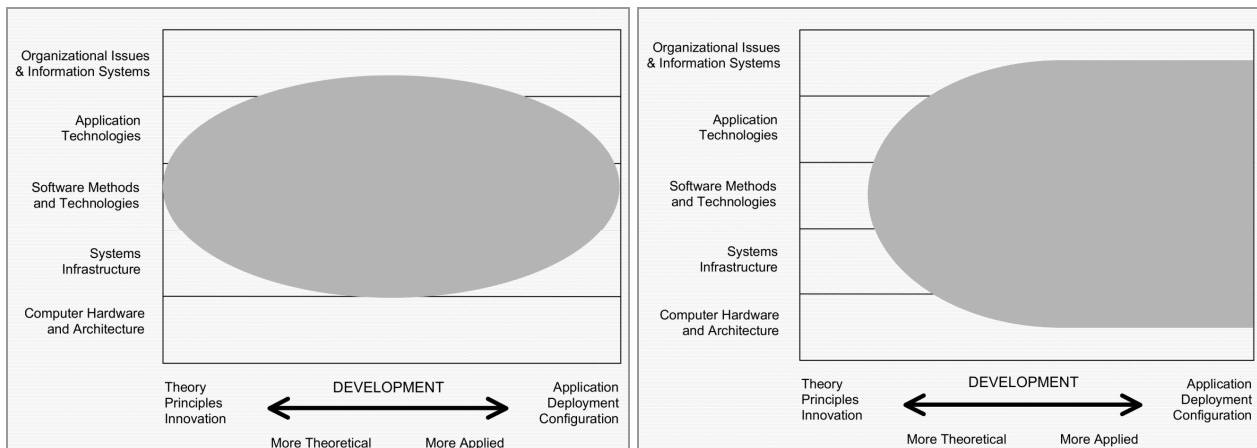 Organizational Issues
& Information Systems
Application
Technologies
Software Methods
and Technologies
Systems
Infrastructure
Computer Hardware
and Architecture
Theory
Principles
Innovation
DEVELOPMENT
Application
Deployment
Configuration
More Theoretical
More Applied
Organizational Issues
& Information Systems
Application
Technologies
Software Methods
and Technologies
Systems
Infrastructure
Computer Hardware
and Architecture
Theory
Principles
Innovation
DEVELOPMENT
Application
Deployment
Configuration
More Theoretical
More Applied